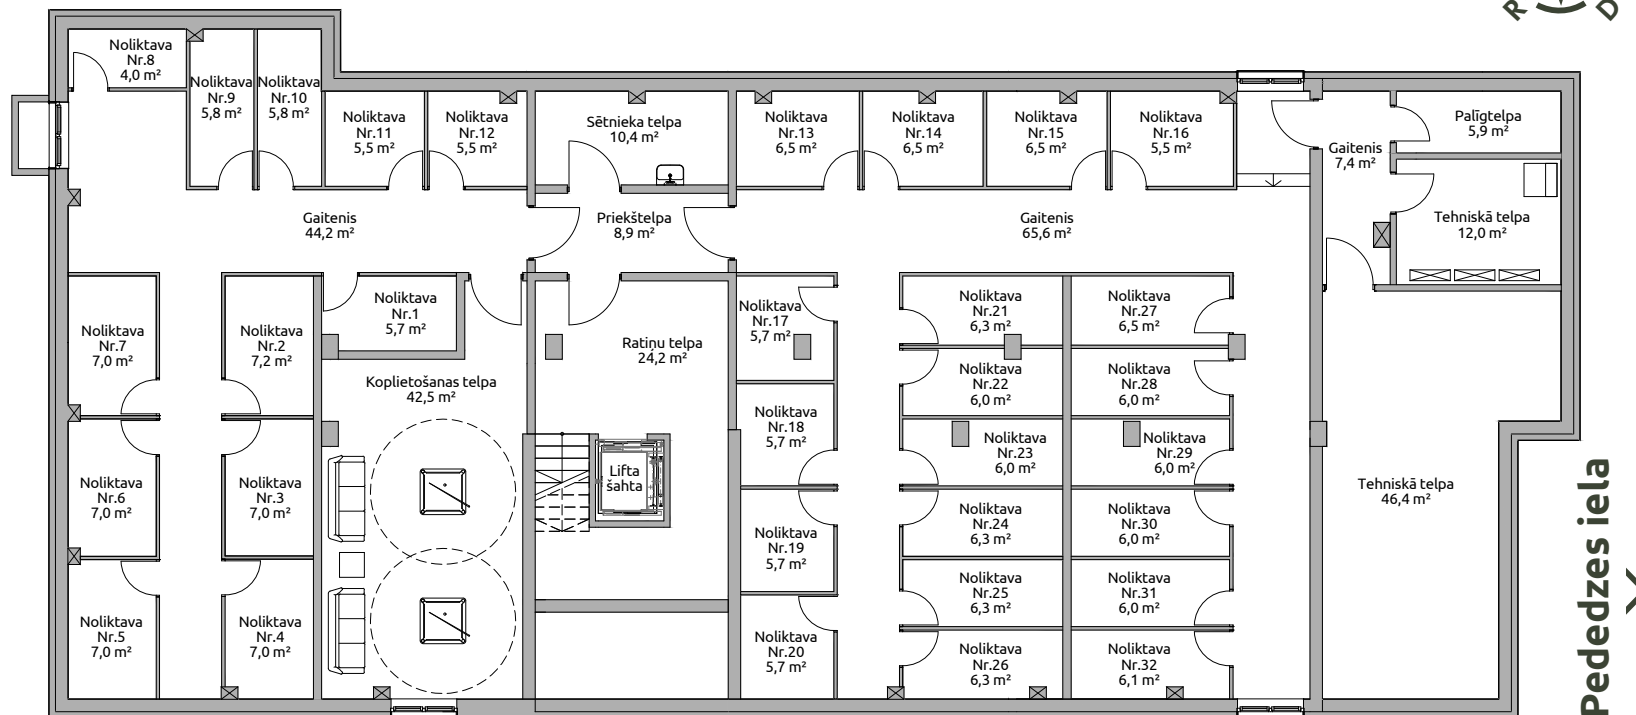 R
D
Noliktava
Nr.8
4,0 m²
Noliktava
Nr.9
5,8 m²
Noliktava
Nr.10
5,8 m²
Noliktava
Nr.11
5,5 m²
Noliktava
Nr.12
5,5 m²
Sētnieka telpa
10,4 m²
Noliktava
Nr.13
6,5 m²
Noliktava
Nr.14
6,5 m²
Noliktava
Nr.15
6,5 m²
Noliktava
Nr.16
5,5 m²
Palīgtelpa
5,9 m²
Gaitenis
7,4 m²
Gaitenis
44,2 m²
Priekštelpa
8,9 m²
Gaitenis
65,6 m²
Tehniskā telpa
12,0 m²
Noliktava
Nr.7
7,0 m²
Noliktava
Nr.2
7,2 m²
Noliktava
Nr.1
5,7 m²
Ratiņu telpa
24,2 m²
Noliktava
Nr.17
5,7 m²
Noliktava
Nr.21
6,3 m²
Noliktava
Nr.27
6,5 m²
Koplietošanas telpa
42,5 m²
Noliktava
Nr.22
6,0 m²
Noliktava
Nr.28
6,0 m²
Noliktava
Nr.18
5,7 m²
Noliktava
Nr.23
6,0 m²
Noliktava
Nr.29
6,0 m²
Noliktava
Nr.6
7,0 m²
Noliktava
Nr.3
7,0 m²
Lifta
šahta
Tehniskā telpa
46,4 m²
Noliktava
Nr.19
5,7 m²
Noliktava
Nr.24
6,3 m²
Noliktava
Nr.30
6,0 m²
Noliktava
Nr.25
6,3 m²
Noliktava
Nr.31
6,0 m²
Noliktava
Nr.5
7,0 m²
Noliktava
Nr.4
7,0 m²
Noliktava
Nr.20
5,7 m²
Noliktava
Nr.26
6,3 m²
Noliktava
Nr.32
6,1 m²
Pededzes iela